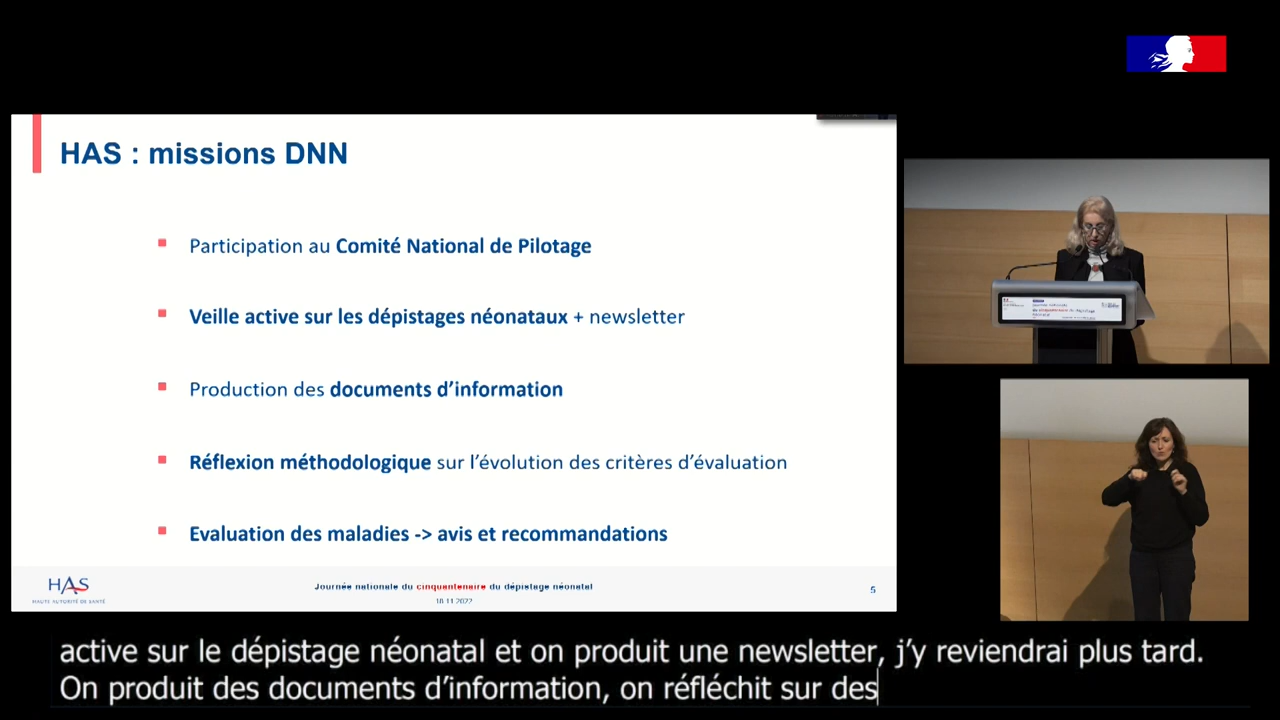 HAS : missions DNN
Participation au Comité National de Pilotage
Veille active sur les dépistages néonataux + newsletter
Production des documents d’information
Réflexion méthodologique sur l’évolution des critères d’évaluation
Evaluation des maladies -> avis et recommandations
HAS
HAUTE AUTORITÉ DE SANTÉ
Journée nationale du cinquantenaire du dépistage néonatal
18.11.2022
5
active sur le dépistage néonatal et on produit une newsletter, j’y reviendrai plus tard.
On produit des documents d’information, on réfléchit sur des